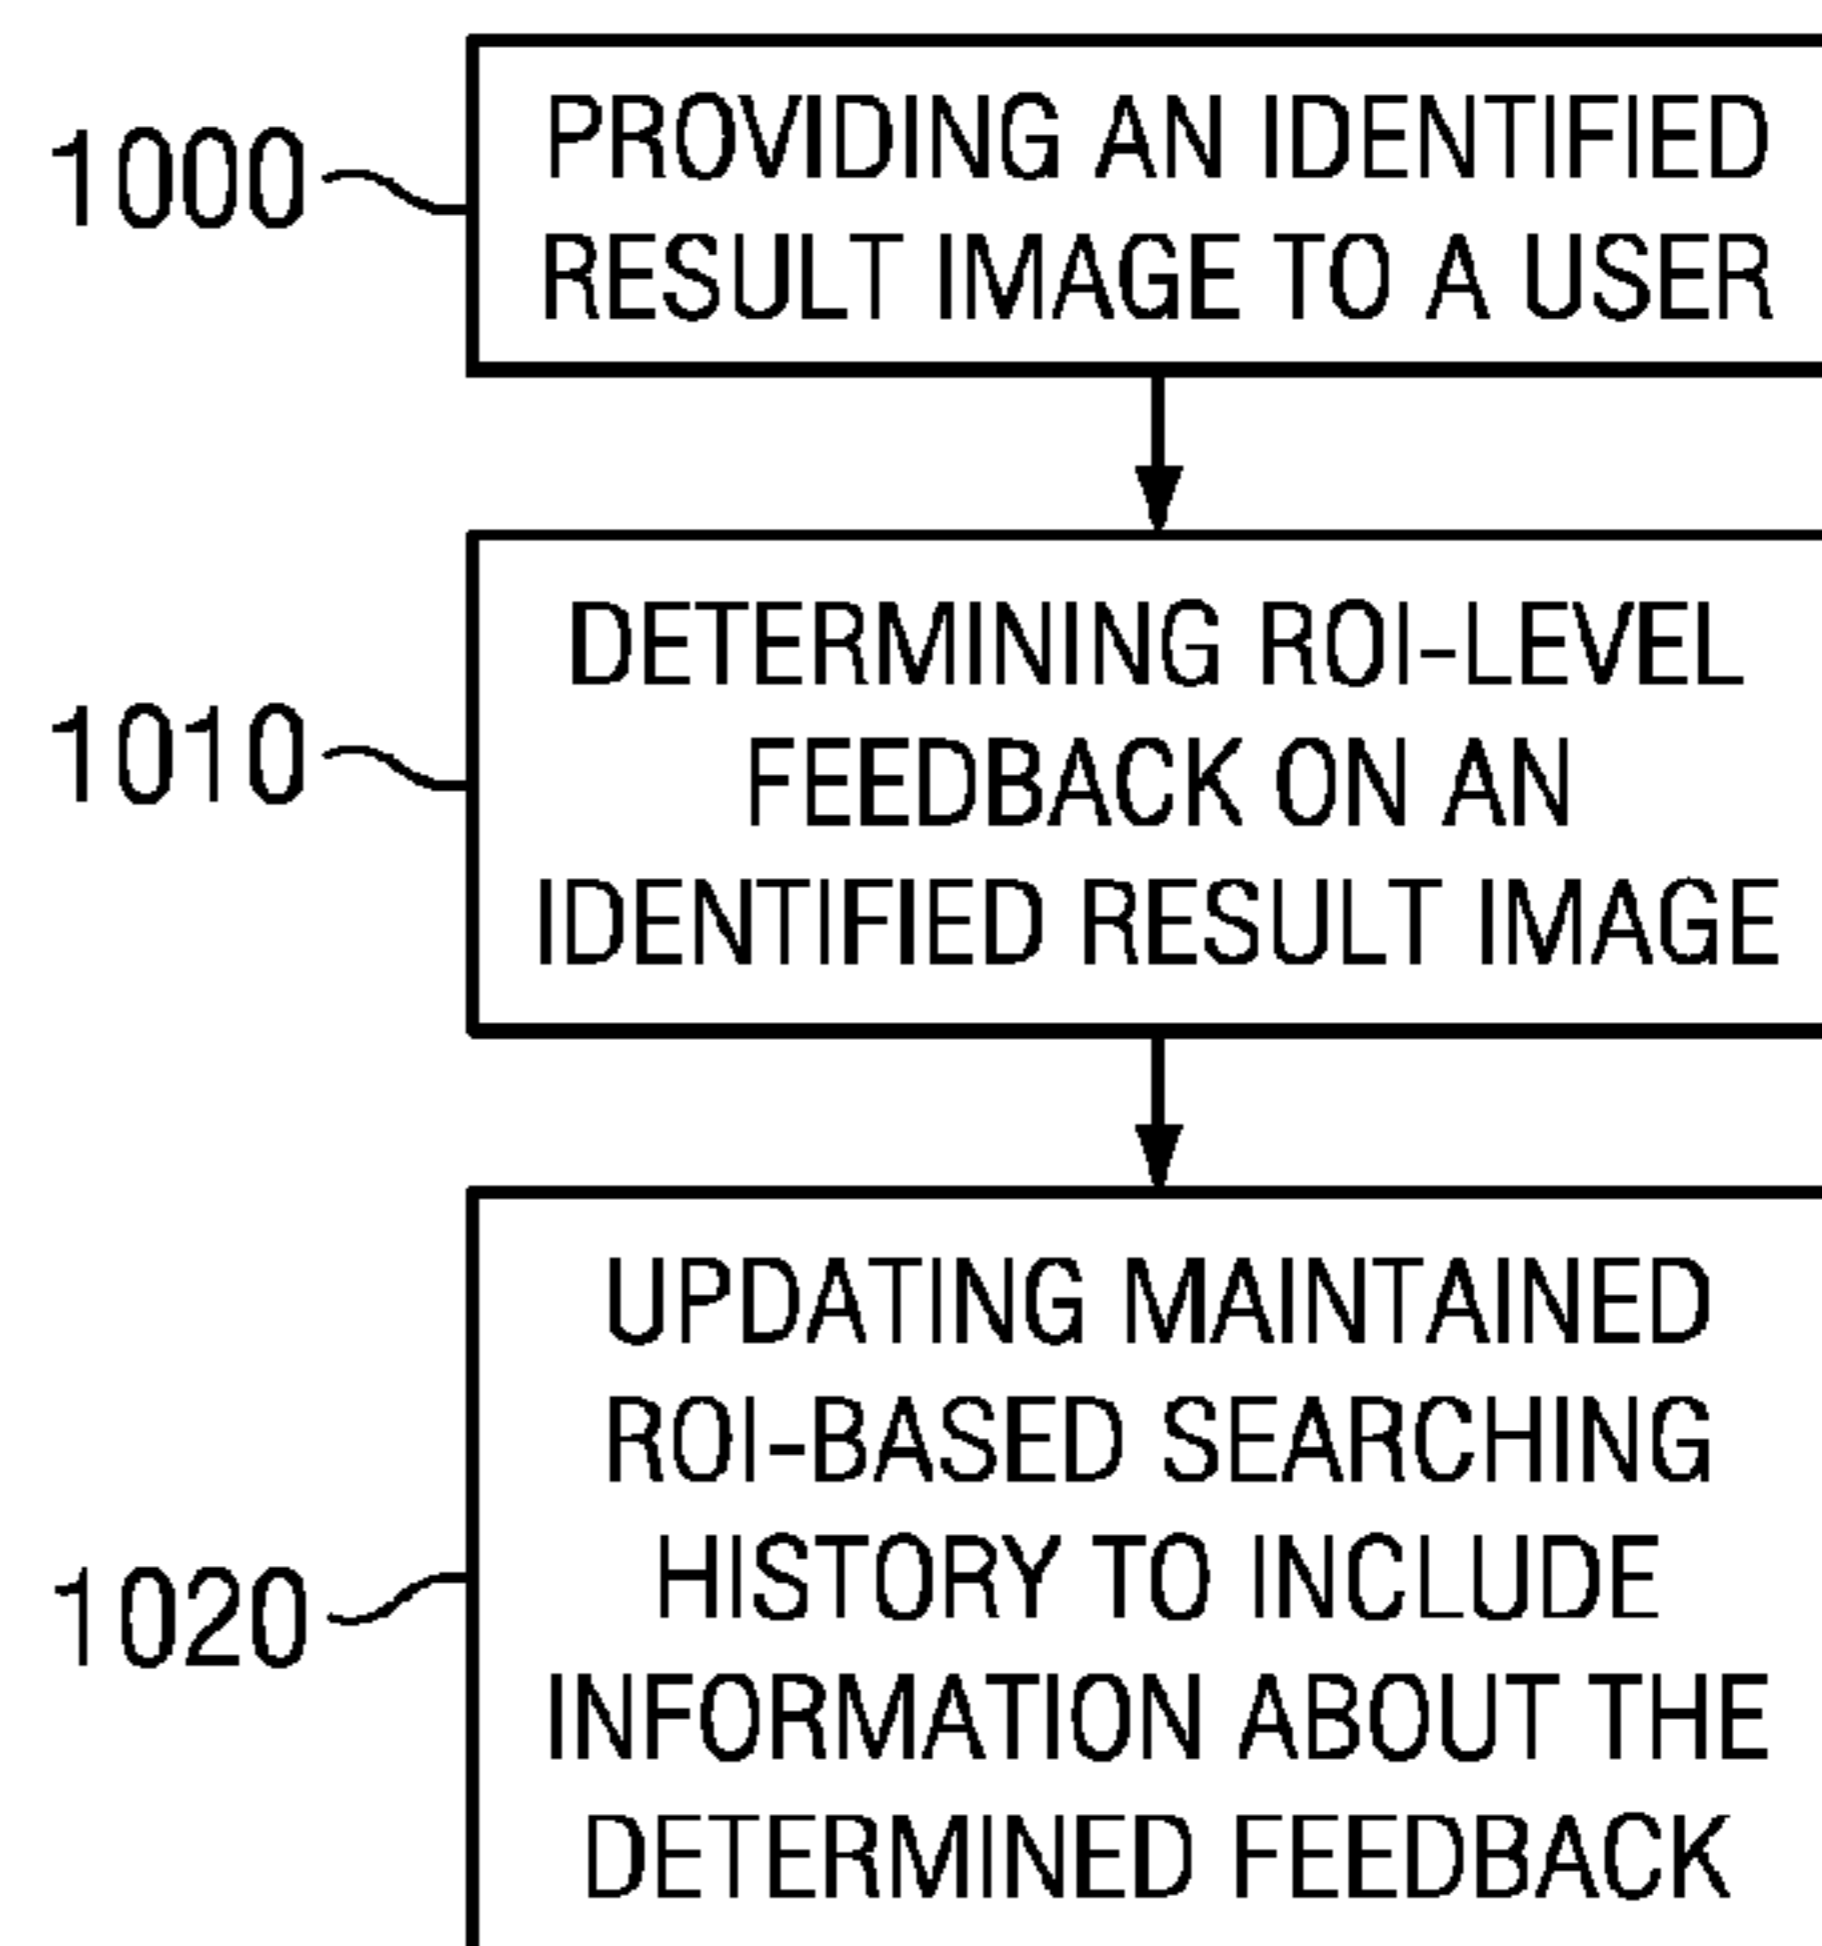 1000
PROVIDING AN IDENTIFIED
RESULT IMAGE TO A USER
1010
DETERMINING ROI-LEVEL
FEEDBACK ON AN
IDENTIFIED RESULT IMAGE
1020
UPDATING MAINTAINED
ROI-BASED SEARCHING
HISTORY TO INCLUDE
INFORMATION ABOUT THE
DETERMINED FEEDBACK